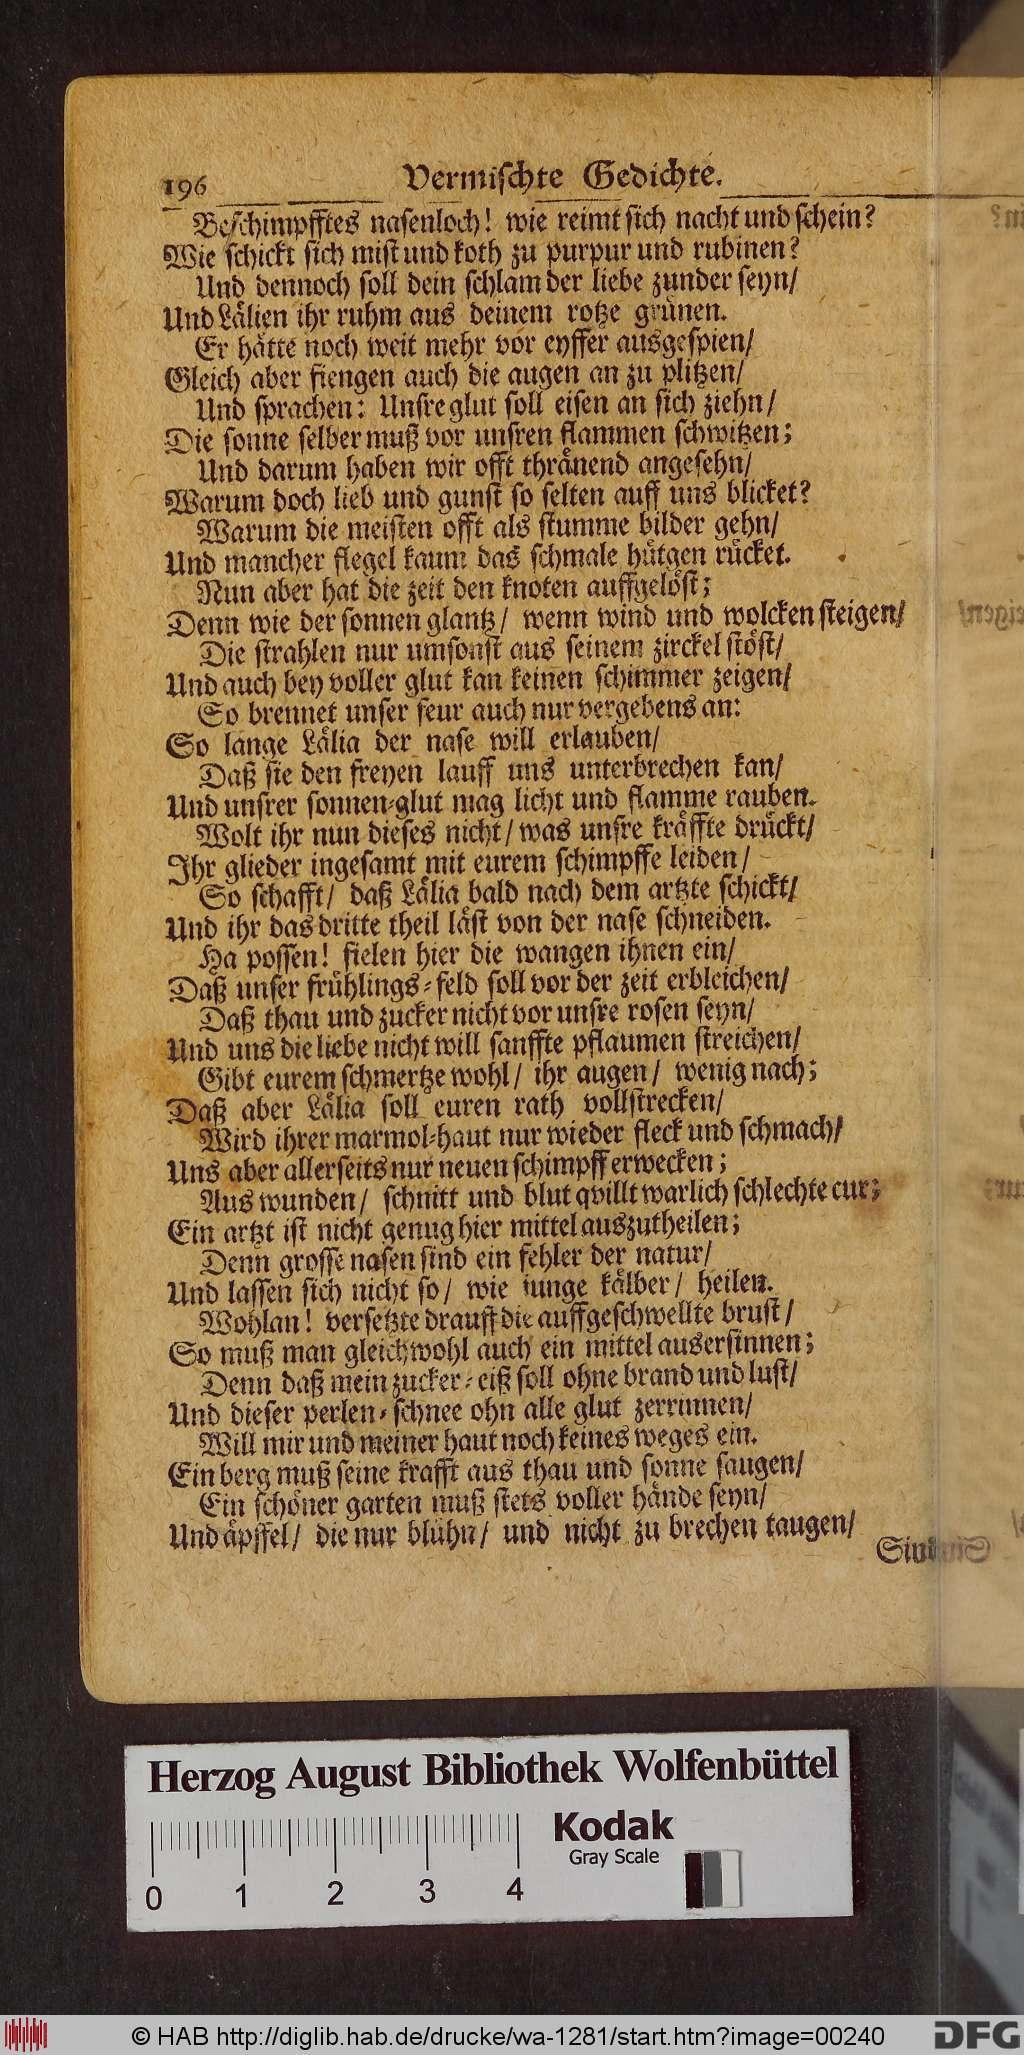 196 Vermischte Gedichte.
Beschimpfftes nasenloch! wie reimt sich nacht und schein?
Wie schickt sich mist und koth zu purpur und rubinen?
Und dennoch soll dein schlam der liebe zunder seyn/
Und Lälien ihr ruhm aus deinem rotze grünen.
Er hätte noch weit mehr vor eyffer ausgespien/
Gleich aber fiengen auch die augen an zu plitzen/
Und sprachen: Unsre glut soll eisen an sich ziehn/
Die sonne selber muß vor unsren flammen schwitzen;
Und darum haben wir offt thränend angesehn/
Warum doch lieb und gunst so selten auff uns blicket?
Warum die meisten offt als stumme bilder gehn/
Und mancher flegel kaum das schmale hütgen rücket.
Nun aber hat die zeit den knoten auffgelöst;
Denn wie der sonnen glantz/ wenn wind und wolcken steigen/
Die strahlen nur umsonst aus seinem zirckel stöst/
Und auch bey voller glut kan keinen schimmer zeigen/
So brennet unser feur auch nur vergebens an:
So lange Lälia der nase will erlauben/
Daß sie den freyen lauff uns unterbrechen kan/
Und unsrer sonnen-glut mag licht und flamme rauben.
Wolt ihr nun dieses nicht/ was unsre kräffte drückt/
Ihr glieder ingesamt mit eurem schimpffe leiden/
So schafft/ daß Lälia bald nach dem artzte schickt/
Und ihr das dritte theil läst von der nase schneiden.
Ha possen! fielen hier die wangen ihnen ein/
Daß unser frühlings-feld soll vor der zeit erbleichen/
Daß thau und zucker nicht vor unsre rosen seyn/
Und uns die liebe nicht will sanffte pflaumen streichen/
Gibt eurem schmertze wohl/ ihr augen/ wenig nach;
Daß aber Lälia soll euren rath vollstrecken/
Wird ihrer marmol-haut nur wieder fleck und schmach/
Uns aber allerseits nur neuen schimpff erwecken;
Aus wunden/ schnitt und blut qvillt warlich schlechte cur;
Ein artzt ist nicht genug hier mittel auszutheilen;
Denn grosse nasen sind ein fehler der natur/
Und lassen sich nicht so/ wie junge kälber/ heilen.
Wohlan! versetzte drauff die auffgeschwellte brust/
So muß man gleichwohl auch ein mittel ausersinnen;
Denn daß mein zucker-eiß soll ohne brand und lust/
Und dieser perlen-schnee ohn alle glut zerrinnen/
Will mir und meiner haut noch keines weges ein.
Ein berg muß seine krafft aus thau und sonne saugen/
Ein schöner garten muß stets voller hände seyn/
Und äpffel/ die nur blühn/ und nicht zu brechen taugen/
Herzog August Bibliothek Wolfenbüttel
Kodak
Gray Scale
0 1 2 3 4
© HAB http://diglib.hab.de/drucke/wa-1281/start.htm?image=00240
DFG